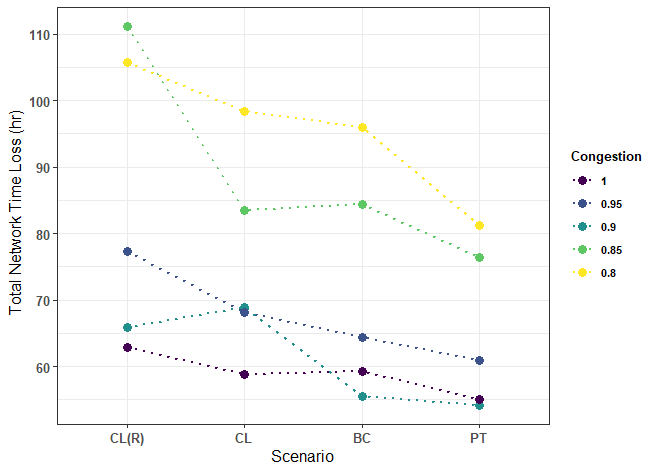 Total Network Time Loss (hr)
110
100
90
80
70
60
CL(R) CL BC PT
Scenario
Congestion
1
0.95
0.9
0.85
0.8